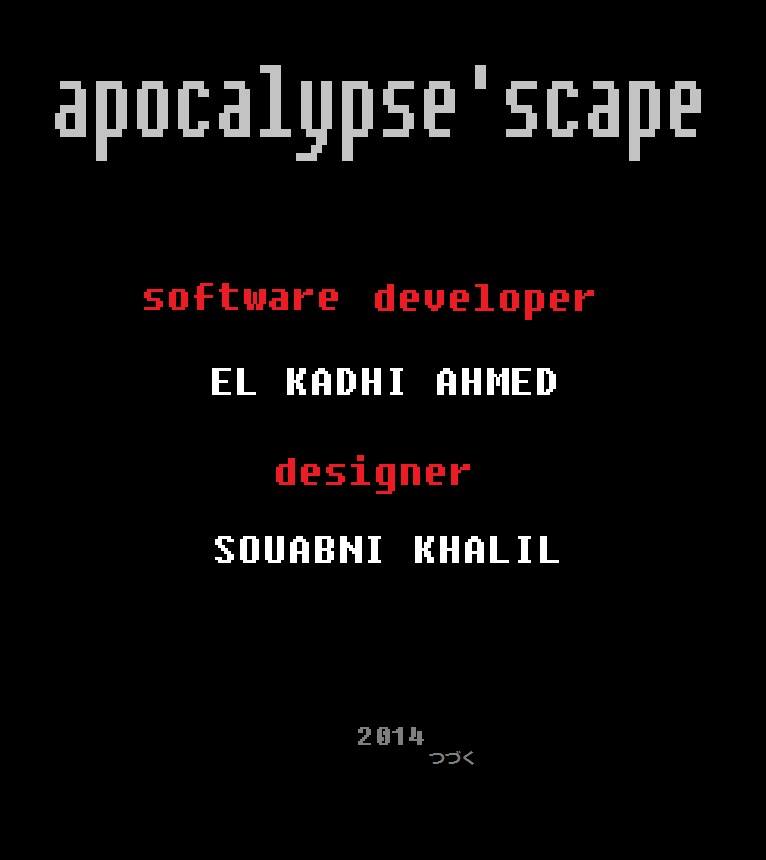 apocalypse'scape
software developer
EL KADHI AHMED
designer
SOUABNI KHALIL
2014
つづく